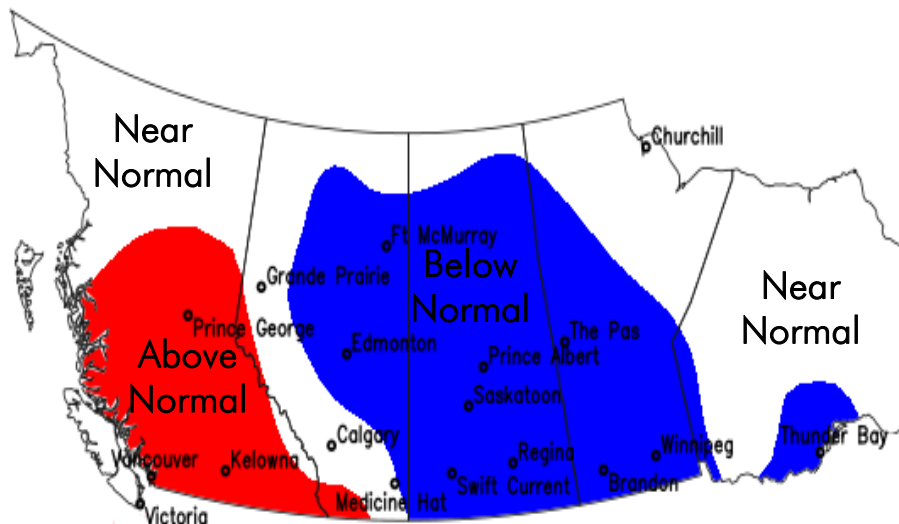 Near
Normal
Churchill
Ft McMurray
Below
Normal
Grande Prairie
Near
Normal
Prince George
Above
Normal
Edmonton
The Pas
Prince Albert
Saskatoon
Calgary
Winnipeg
Thunder Bay
Vancouver
Kelowna
Regina
Swift Current
Brandon
Medicine Hat
Victoria